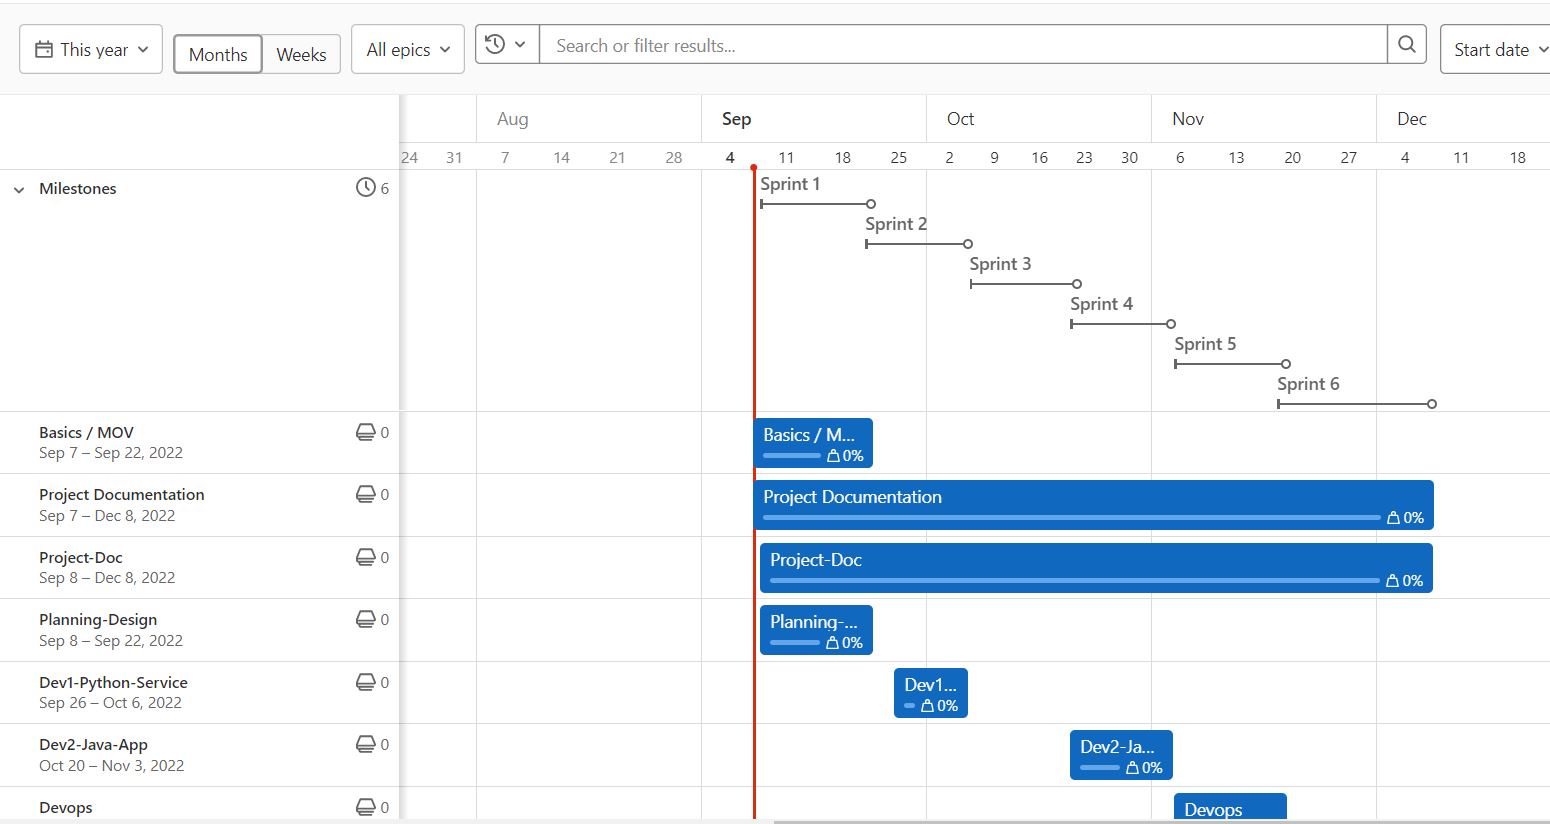 This year Months Weeks All epics Search or filter results... Start date
Aug Sep Oct Nov Dec
24 31 7 14 21 28 4 11 18 25 2 9 16 23 30 6 13 20 27 4 11 18
Milestones 6
Sprint 1
Sprint 2
Sprint 3
Sprint 4
Sprint 5
Sprint 6
Basics / MOV 0
Sep 7 – Sep 22, 2022
Basics / M...
0%
Project Documentation 0
Sep 7 – Dec 8, 2022
Project Documentation
0%
Project-Doc 0
Sep 8 – Dec 8, 2022
Project-Doc
0%
Planning-Design 0
Sep 8 – Sep 22, 2022
Planning-...
0%
Dev1-Python-Service 0
Sep 26 – Oct 6, 2022
Dev1...
0%
Dev2-Java-App 0
Oct 20 – Nov 3, 2022
Dev2-Ja...
0%
Devops 0
Devops